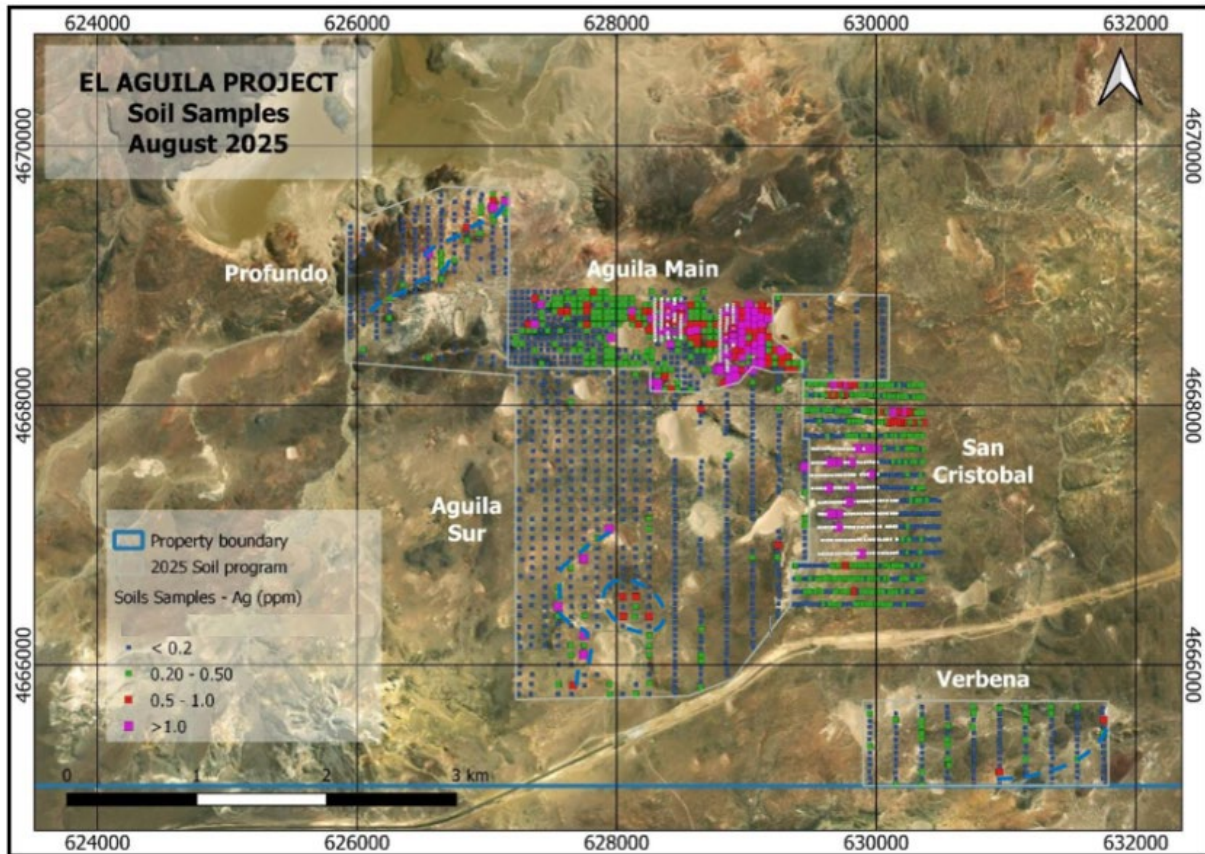 624000 626000 628000 630000 632000
EL AGUILA PROJECT
Soil Samples
August 2025
4670000 4670000
Profundo
Aguila Main
4668000 4668000
San
Cristobal
Aguila
Sur
Property boundary
2025 Soil program
Soils Samples - Ag (ppm)
< 0.2
0.20 - 0.50
0.5 - 1.0
>1.0
4666000 4666000
Verbena
0 1 2 3 km
624000 626000 628000 630000 632000